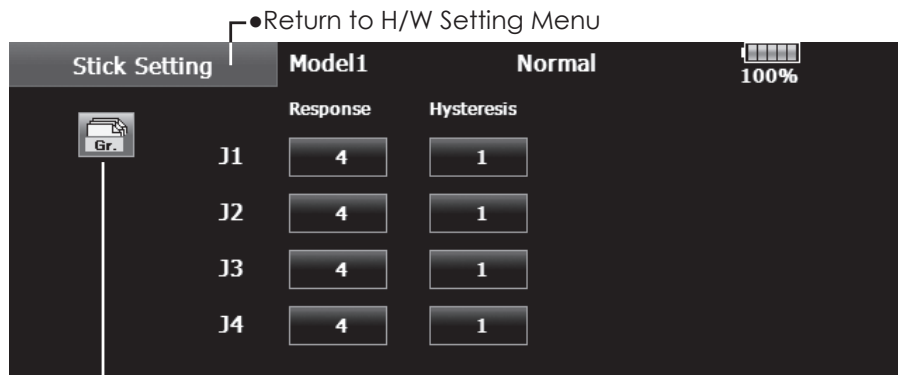 ●Return to H/W Setting Menu
Stick Setting Model1 Normal 100%
Response Hysteresis
Gr.
J1 4 1
J2 4 1
J3 4 1
J4 4 1